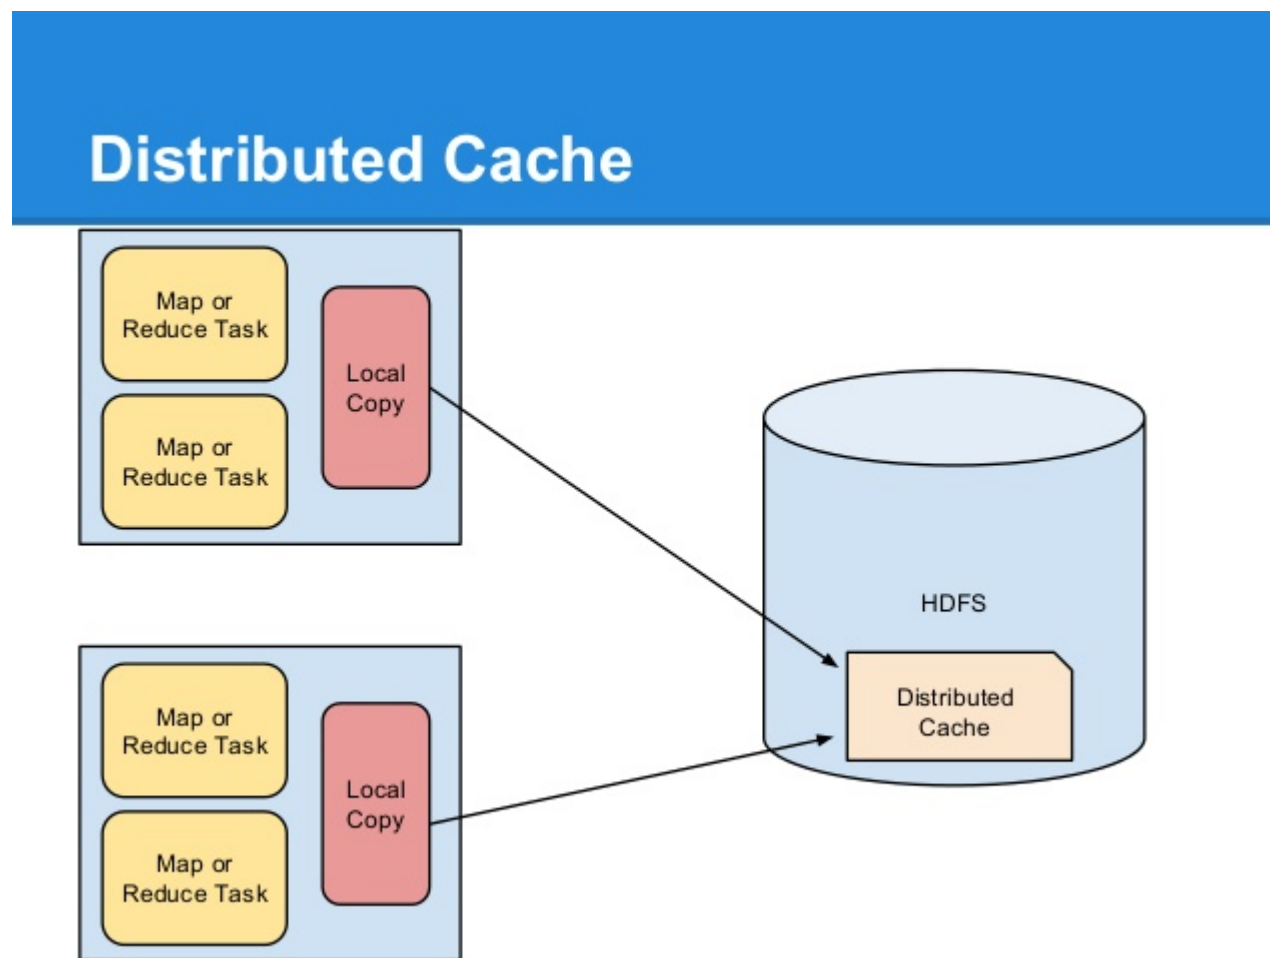 Distributed Cache
Map or
Reduce Task
Map or
Reduce Task
Local
Copy
HDFS
Distributed
Cache
Map or
Reduce Task
Map or
Reduce Task
Local
Copy